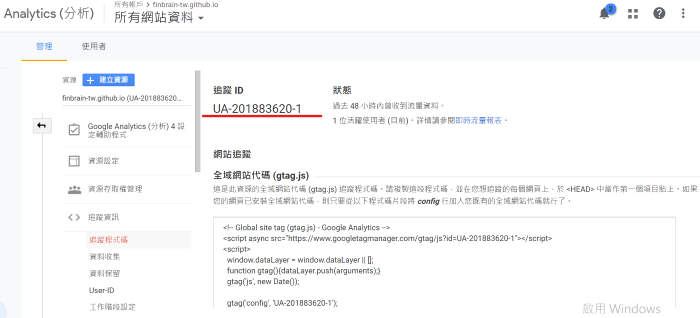 Analytics (分析)
所有帳戶 > finbrain-tw.github.io
所有網站資料
2
管理
使用者
資源
+ 建立資源
finbrain-tw.github.io (UA-201883620...
Google Analytics (分析) 4 設
定輔助程式
資源設定
資源存取權管理
<> 追蹤資訊
追蹤程式碼
資料收集
資料保留
User-ID
工作階段設定
追蹤 ID
UA-201883620-1
狀態
過去 48 小時內曾收到流量資料。
1 位活躍使用者 (目前)。詳情請參閱即時流量報表。
網站追蹤
全域網站代碼 (gtag.js)
這是此資源的全域網站代碼 (gtag.js) 追蹤程式碼。請複製這段程式碼，並在您想追蹤的每個網頁上，於 <HEAD> 中當作第一個項目貼上。如果
您的網頁已安裝全域網站代碼，則只要從以下程式碼片段將 config 行加入您既有的全域網站代碼就行了。
<!-- Global site tag (gtag.js) - Google Analytics -->
<script async src="https://www.googletagmanager.com/gtag/js?id=UA-201883620-1"></script>
<script>
window.dataLayer = window.dataLayer || [];
function gtag(){dataLayer.push(arguments);}
gtag('js', new Date());
gtag('config', 'UA-201883620-1');
啟用 Windows